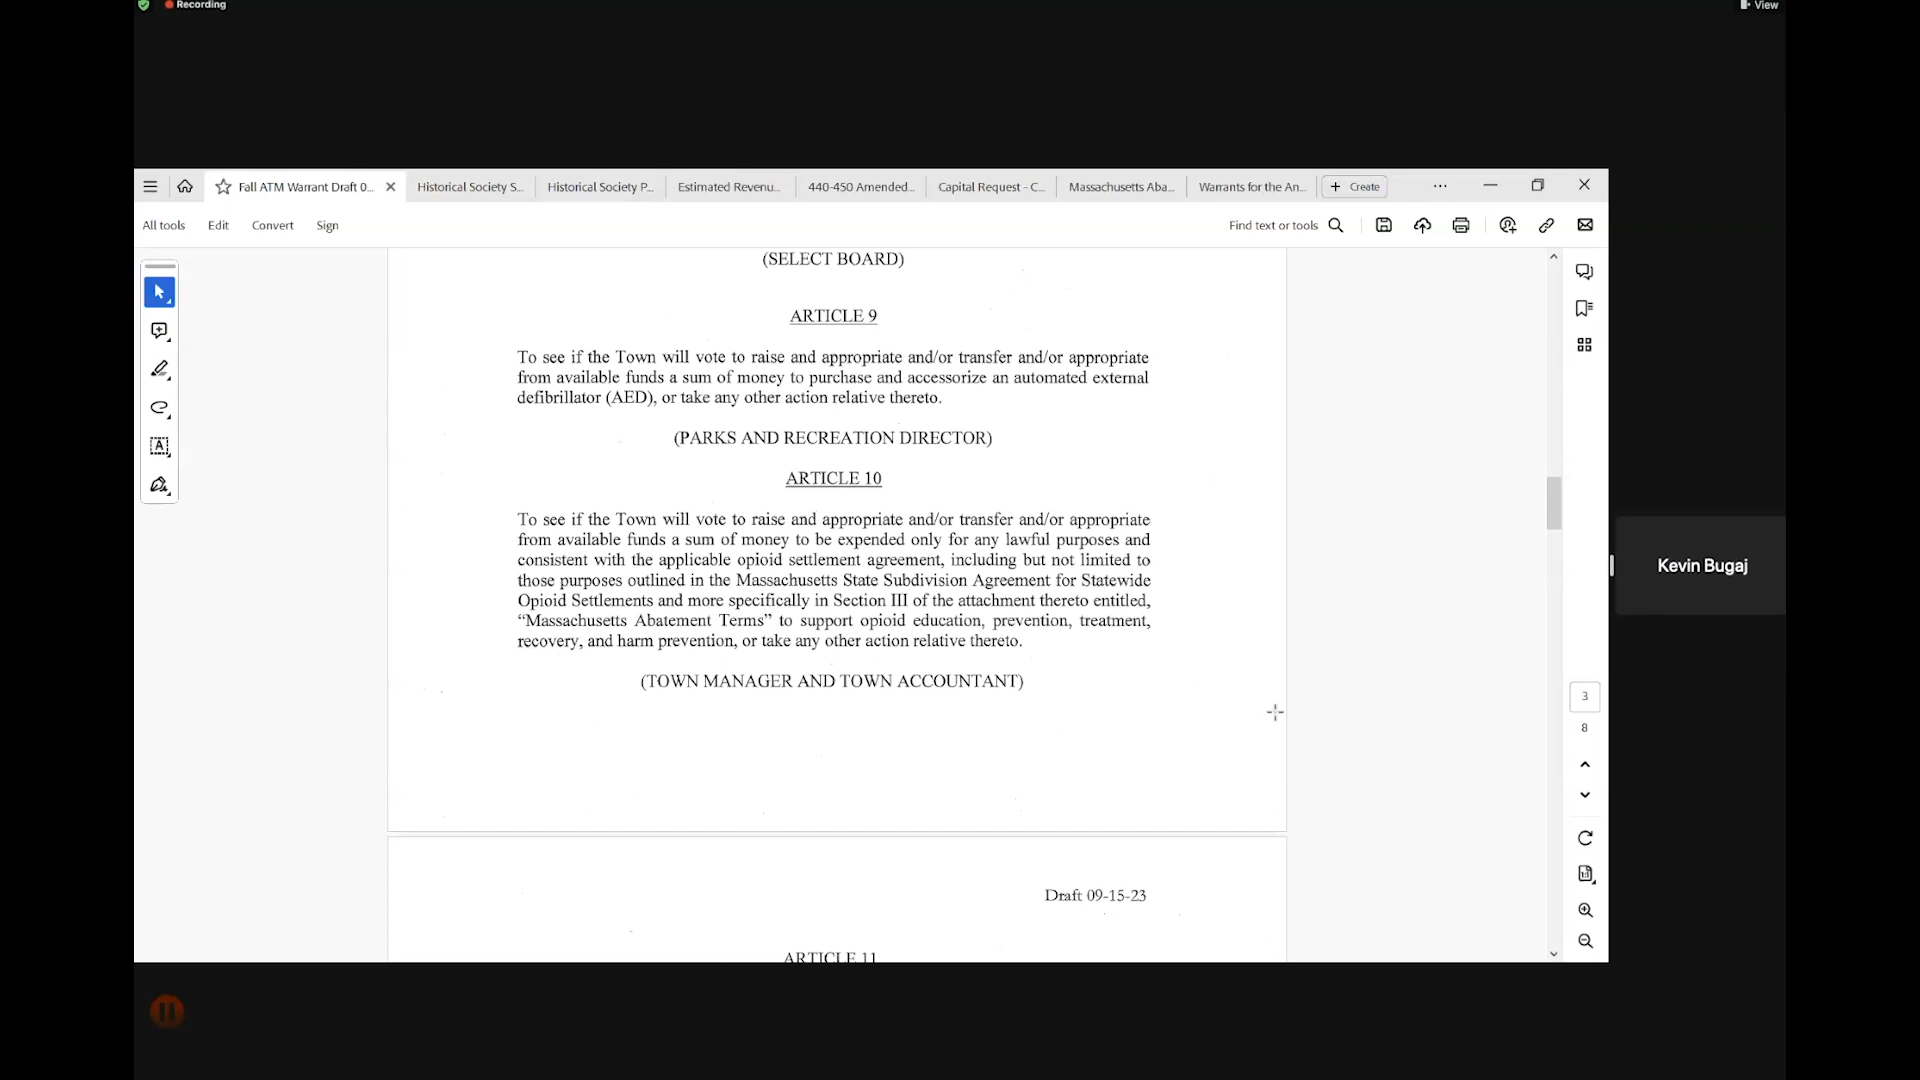 Recording
View
Fall ATM Warrant Draft 0...
Historical Society S...
Historical Society P...
Estimated Revenu...
440-450 Amended...
Capital Request - C...
Massachusetts Aba...
Warrants for the An...
+ Create
All tools
Edit
Convert
Sign
Find text or tools
(SELECT BOARD)
ARTICLE 9
To see if the Town will vote to raise and appropriate and/or transfer and/or appropriate
from available funds a sum of money to purchase and accessorize an automated external
defibrillator (AED), or take any other action relative thereto.
(PARKS AND RECREATION DIRECTOR)
ARTICLE 10
To see if the Town will vote to raise and appropriate and/or transfer and/or appropriate
from available funds a sum of money to be expended only for any lawful purposes and
consistent with the applicable opioid settlement agreement, including but not limited to
those purposes outlined in the Massachusetts State Subdivision Agreement for Statewide
Opioid Settlements and more specifically in Section III of the attachment thereto entitled,
“Massachusetts Abatement Terms” to support opioid education, prevention, treatment,
recovery, and harm prevention, or take any other action relative thereto.
(TOWN MANAGER AND TOWN ACCOUNTANT)
Kevin Bugaj
3
8
Draft 09-15-23
ARTICLE 11